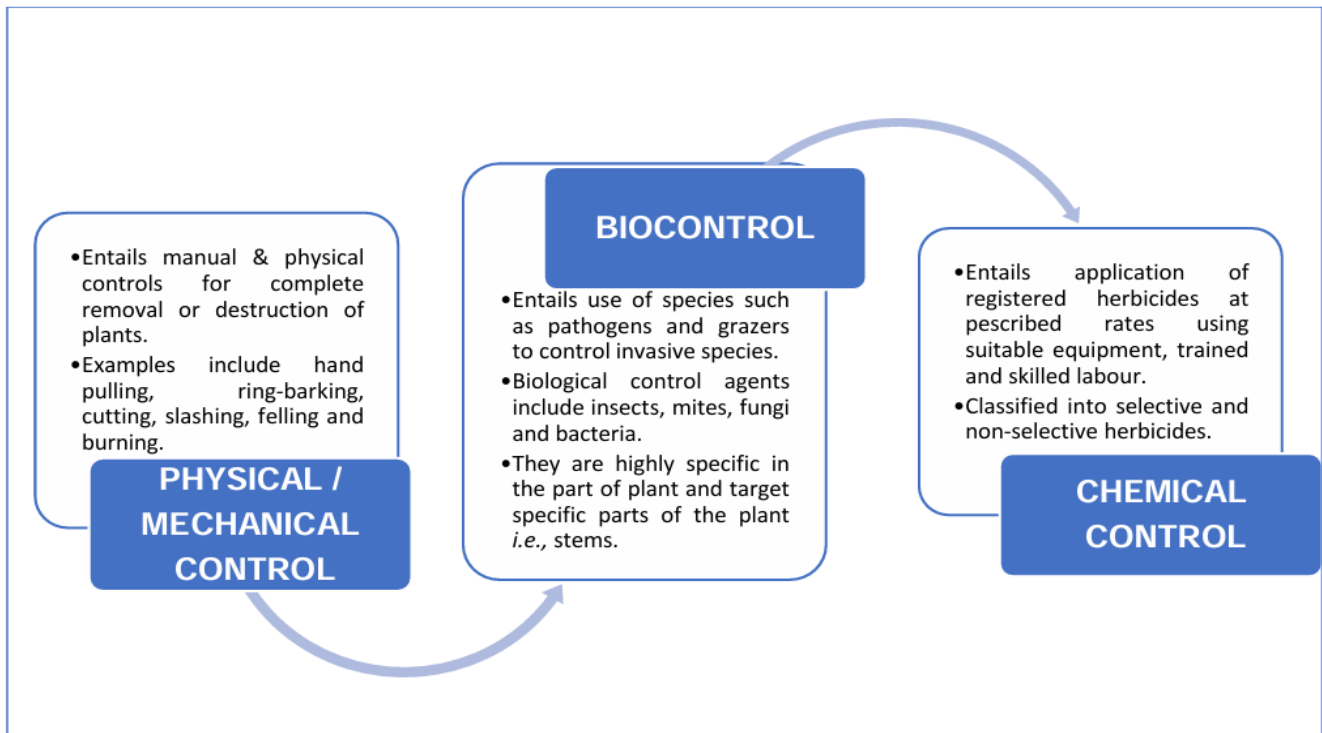 •Entails manual & physical
controls for complete
removal or destruction of
plants.
•Examples include hand
pulling, ring-barking,
cutting, slashing, felling and
burning.
PHYSICAL /
MECHANICAL
CONTROL
BIOCONTROL
•Entails use of species such
as pathogens and grazers
to control invasive species.
•Biological control agents
include insects, mites, fungi
and bacteria.
•They are highly specific in
the part of plant and target
specific parts of the plant
i.e., stems.
•Entails application of
registered herbicides at
pescribed rates using
suitable equipment, trained
and skilled labour.
•Classified into selective and
non-selective herbicides.
CHEMICAL
CONTROL